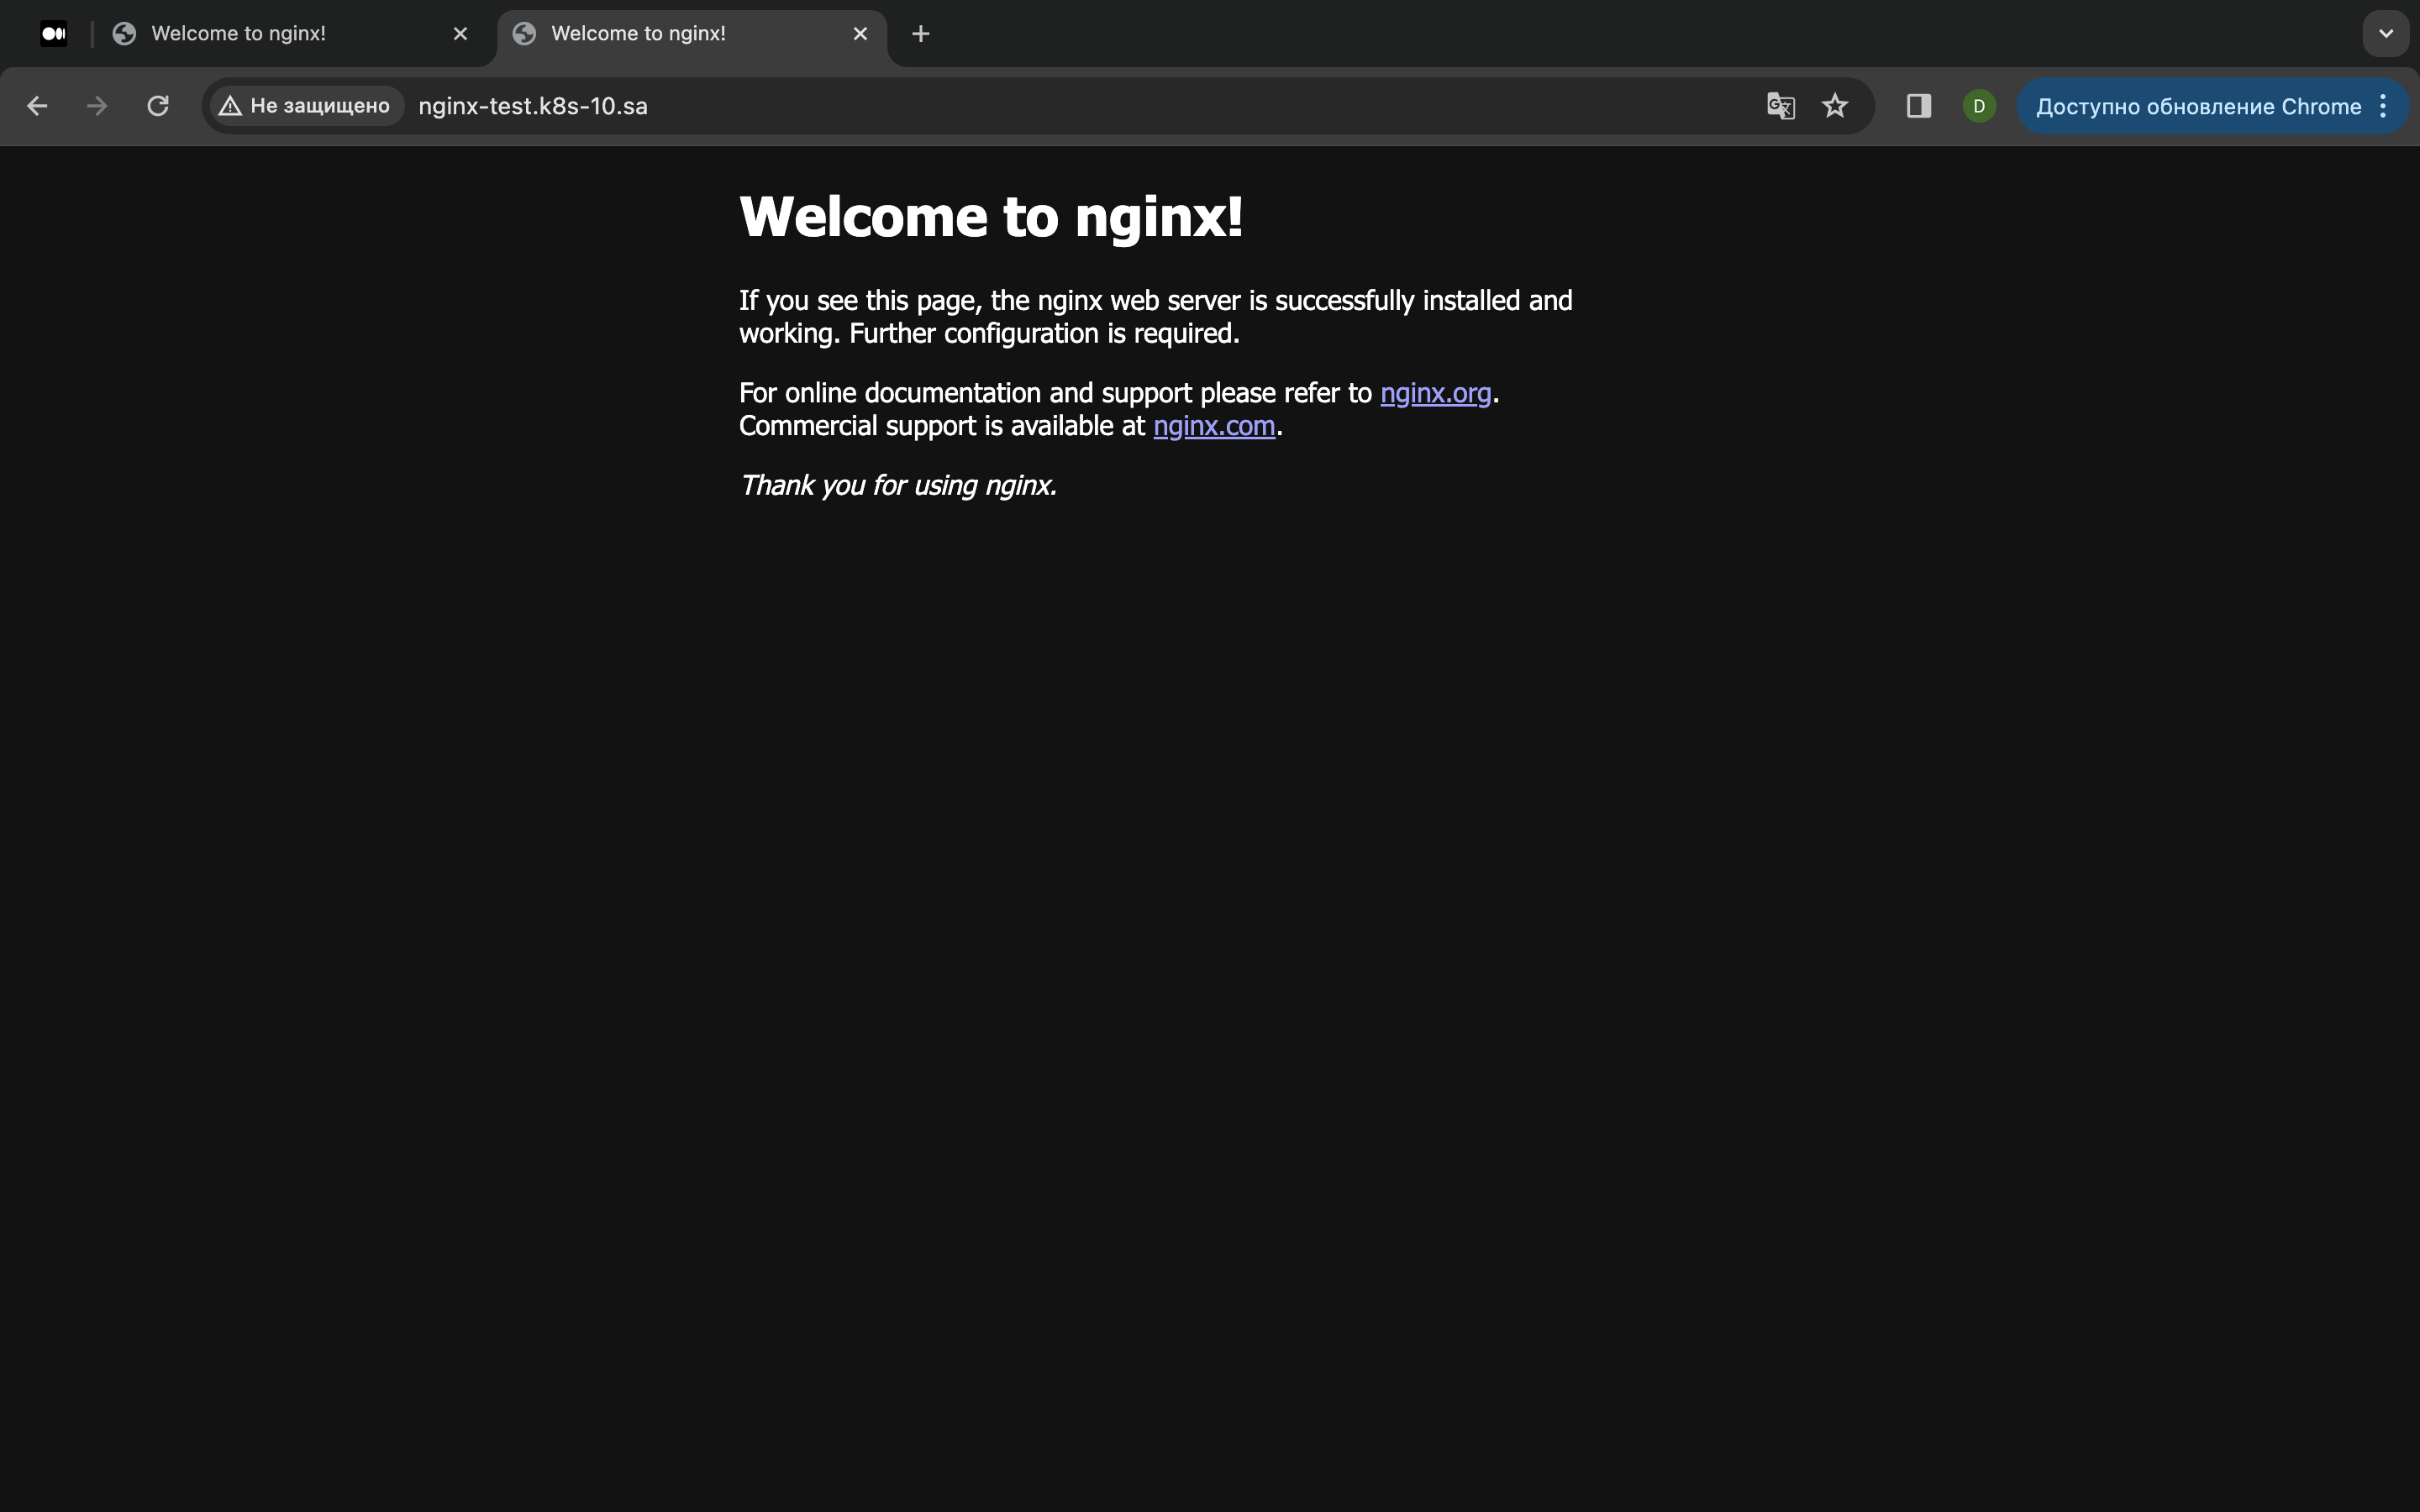 Welcome to nginx!
Welcome to nginx!
Не защищено
nginx-test.k8s-10.sa
D
Доступно обновление Chrome
Welcome to nginx!
If you see this page, the nginx web server is successfully installed and
working. Further configuration is required.
For online documentation and support please refer to nginx.org.
Commercial support is available at nginx.com.
Thank you for using nginx.